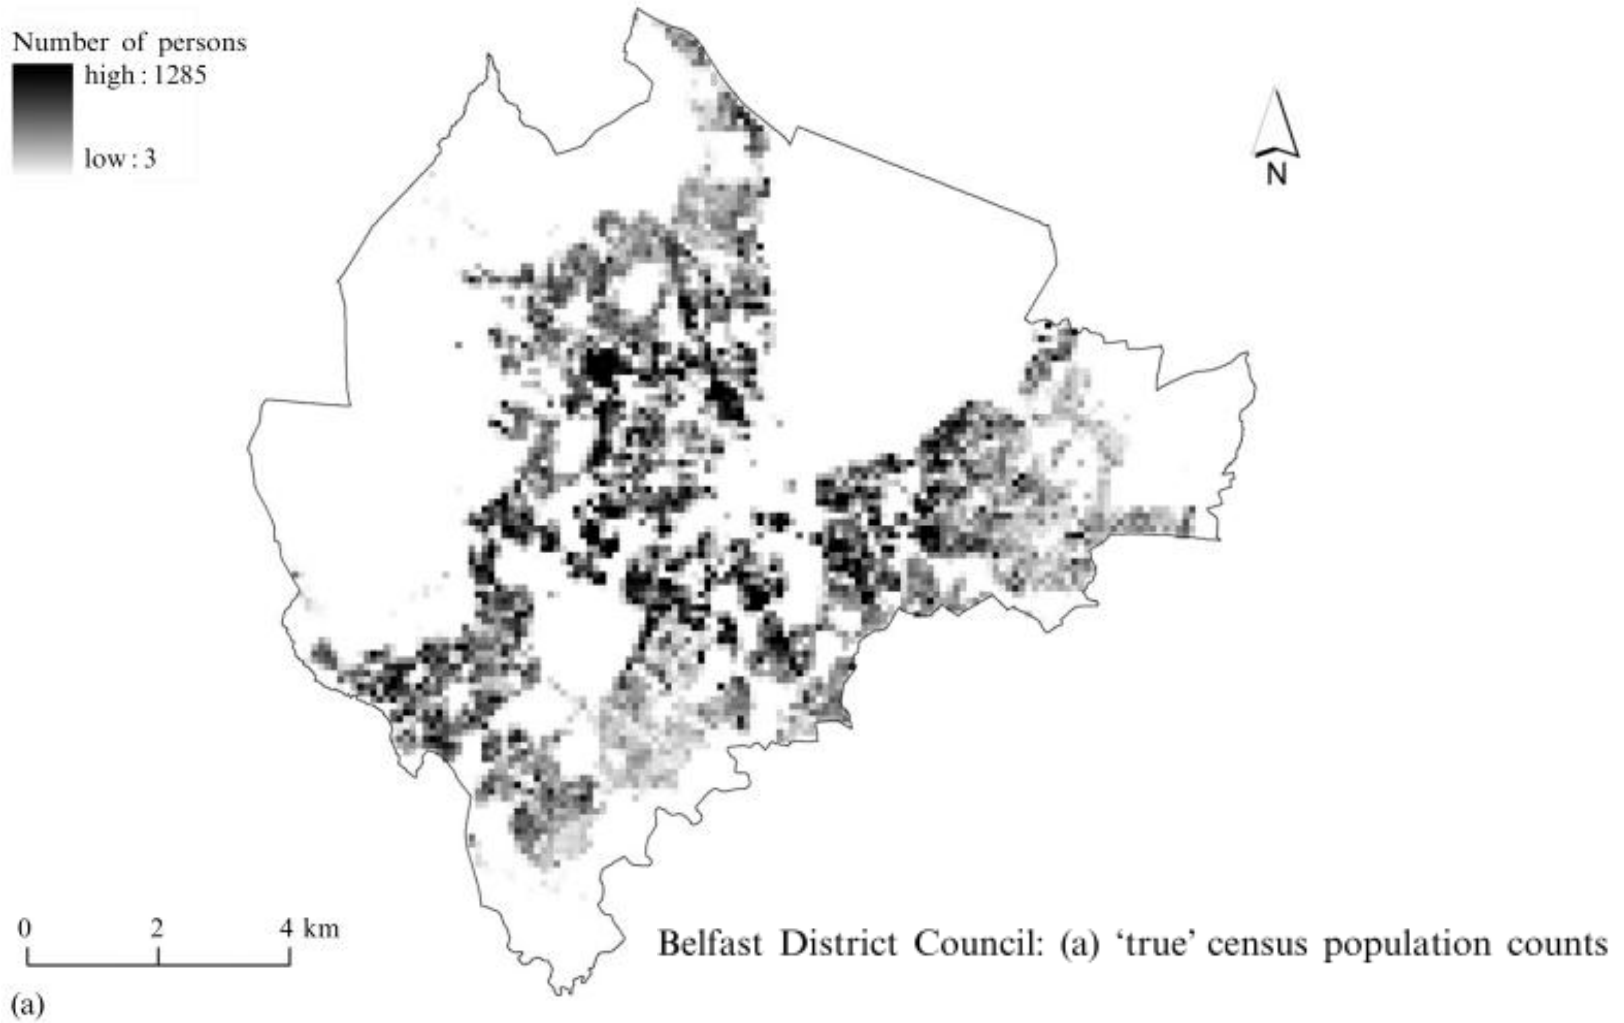 Number of persons
high : 1285
low : 3
N
0 2 4 km
Belfast District Council: (a) ‘true’ census population counts
(a)